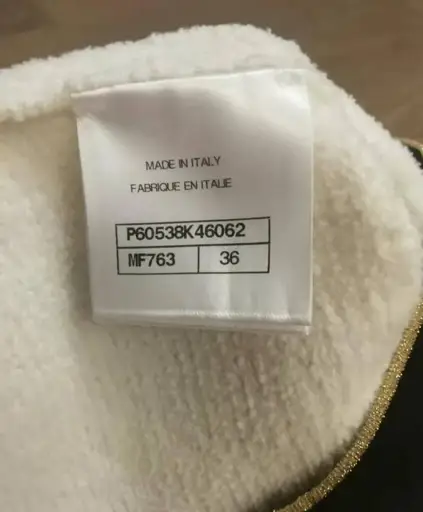 MADE IN ITALY
FABRIQUE EN ITALIE
P60538K46062
MF763 36